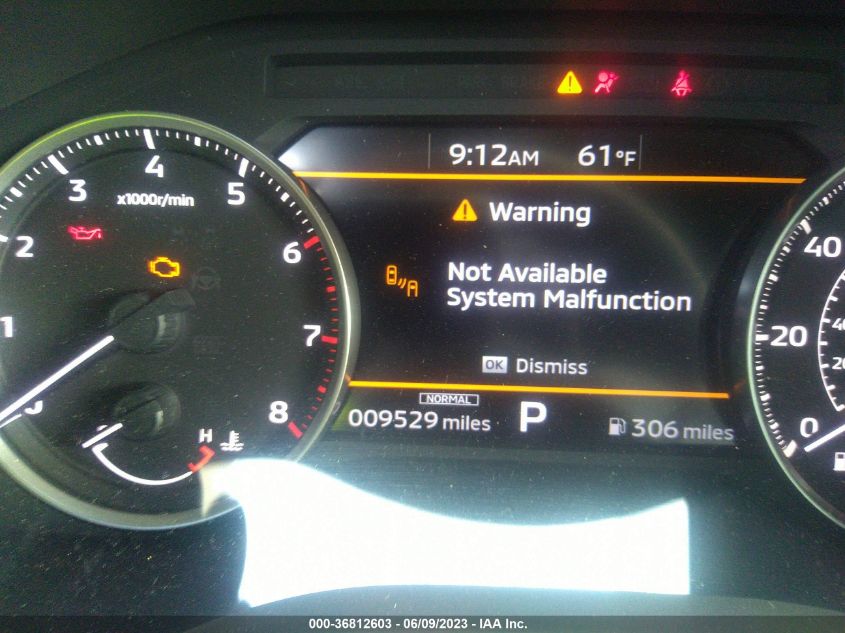 9:12AM 61°F
Warning
Not Available
System Malfunction
OK Dismiss
NORMAL
009529 miles P 306 miles
1 2 3 4 5 6 7 8
x1000r/min
H
0 20 40
000-36812603 - 06/09/2023 - IAA Inc.